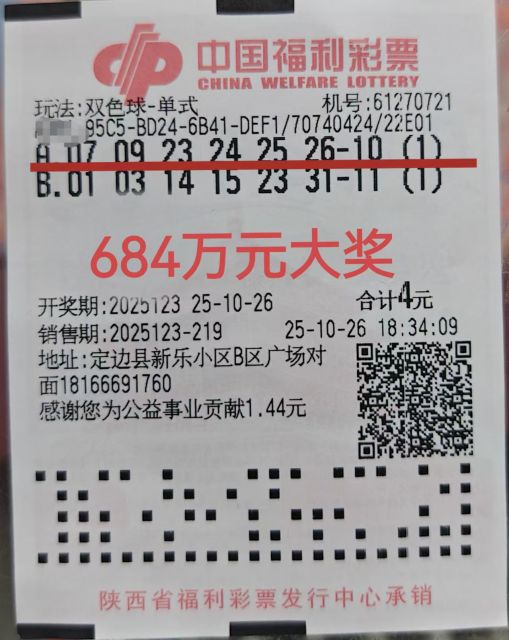 中国福利彩票
CHINA WELFARE LOTTERY
玩法:双色球-单式 机号:61270721
95C5-BD24-6B41-DEF1/70740424/22E01
A.07 09 23 24 25 26-10 (1)
B.01 03 14 15 23 31-11 (1)
684万元大奖
开奖期:2025123 25-10-26 合计4元
销售期:2025123-219 25-10-26 18:34:09
地址:定边县新乐小区B区广场对
面18166691760
感谢您为公益事业贡献1.44元
陕西省福利彩票发行中心承销